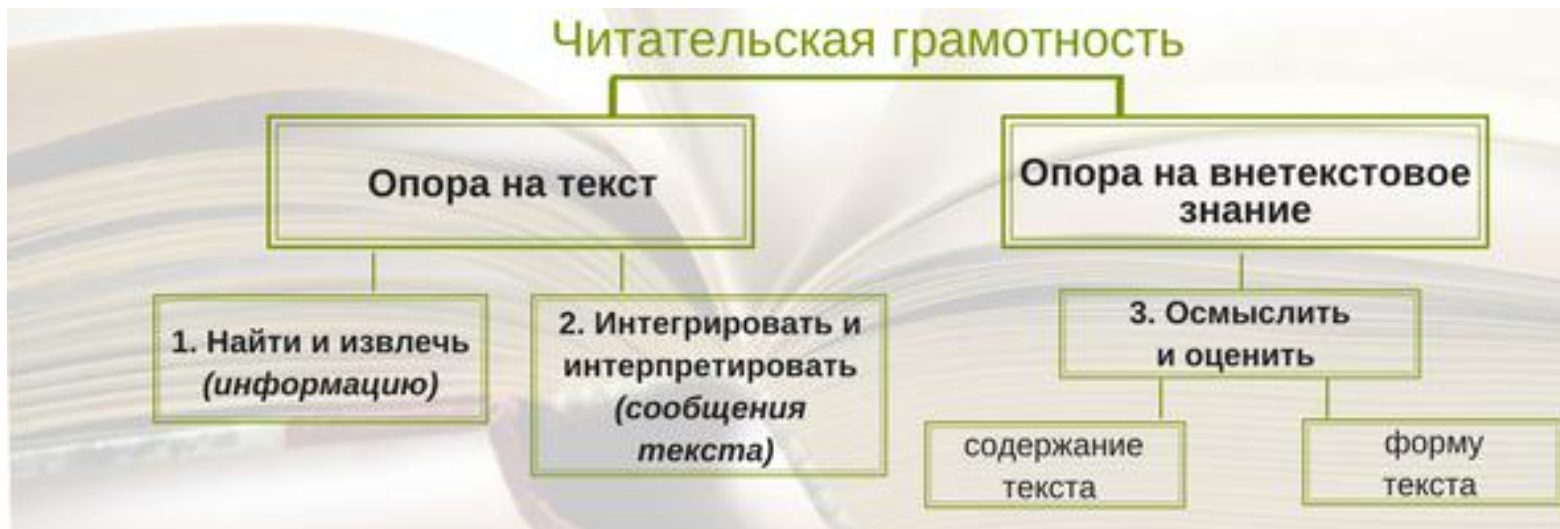 Читательская грамотность
Опора на текст
Опора на внетекстовое
знание
1. Найти и извлечь
(информацию)
2. Интегрировать и
интерпретировать
(сообщения
текста)
3. Осмыслить
и оценить
содержание
текста
форму
текста